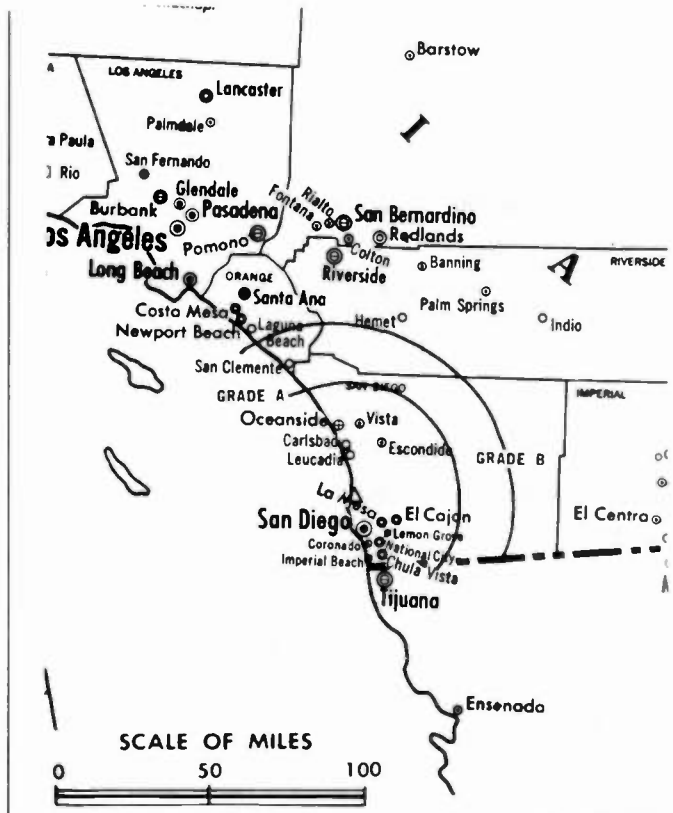 Barstow
LOS ANGELES
Lancaster
Palmdale
I
Paula
Rio
San Fernando
Glendale
Burbank
Pasadena
os Angeles
Pomono
Fontana
Rialto
San Bernardino
Colton
Redlands
Riverside
Banning
A
RIVERSIDE
Long Beach
ORANGE
Santa Ana
Costa Mesa
Newport Beach
Laguna
Beach
Palm Springs
Hemet
Indio
San Clemente
GRADE A
SAN DIEGO
IMPERIAL
Oceanside
Vista
Carlsbad
Leucadia
Escondido
GRADE B
La Mesa
El Cajon
San Diego
Lemon Grove
El Centra
Coronado
National City
Imperial Beach
Chula Vista
Tijuana
Ensenada
SCALE OF MILES
0 50 100